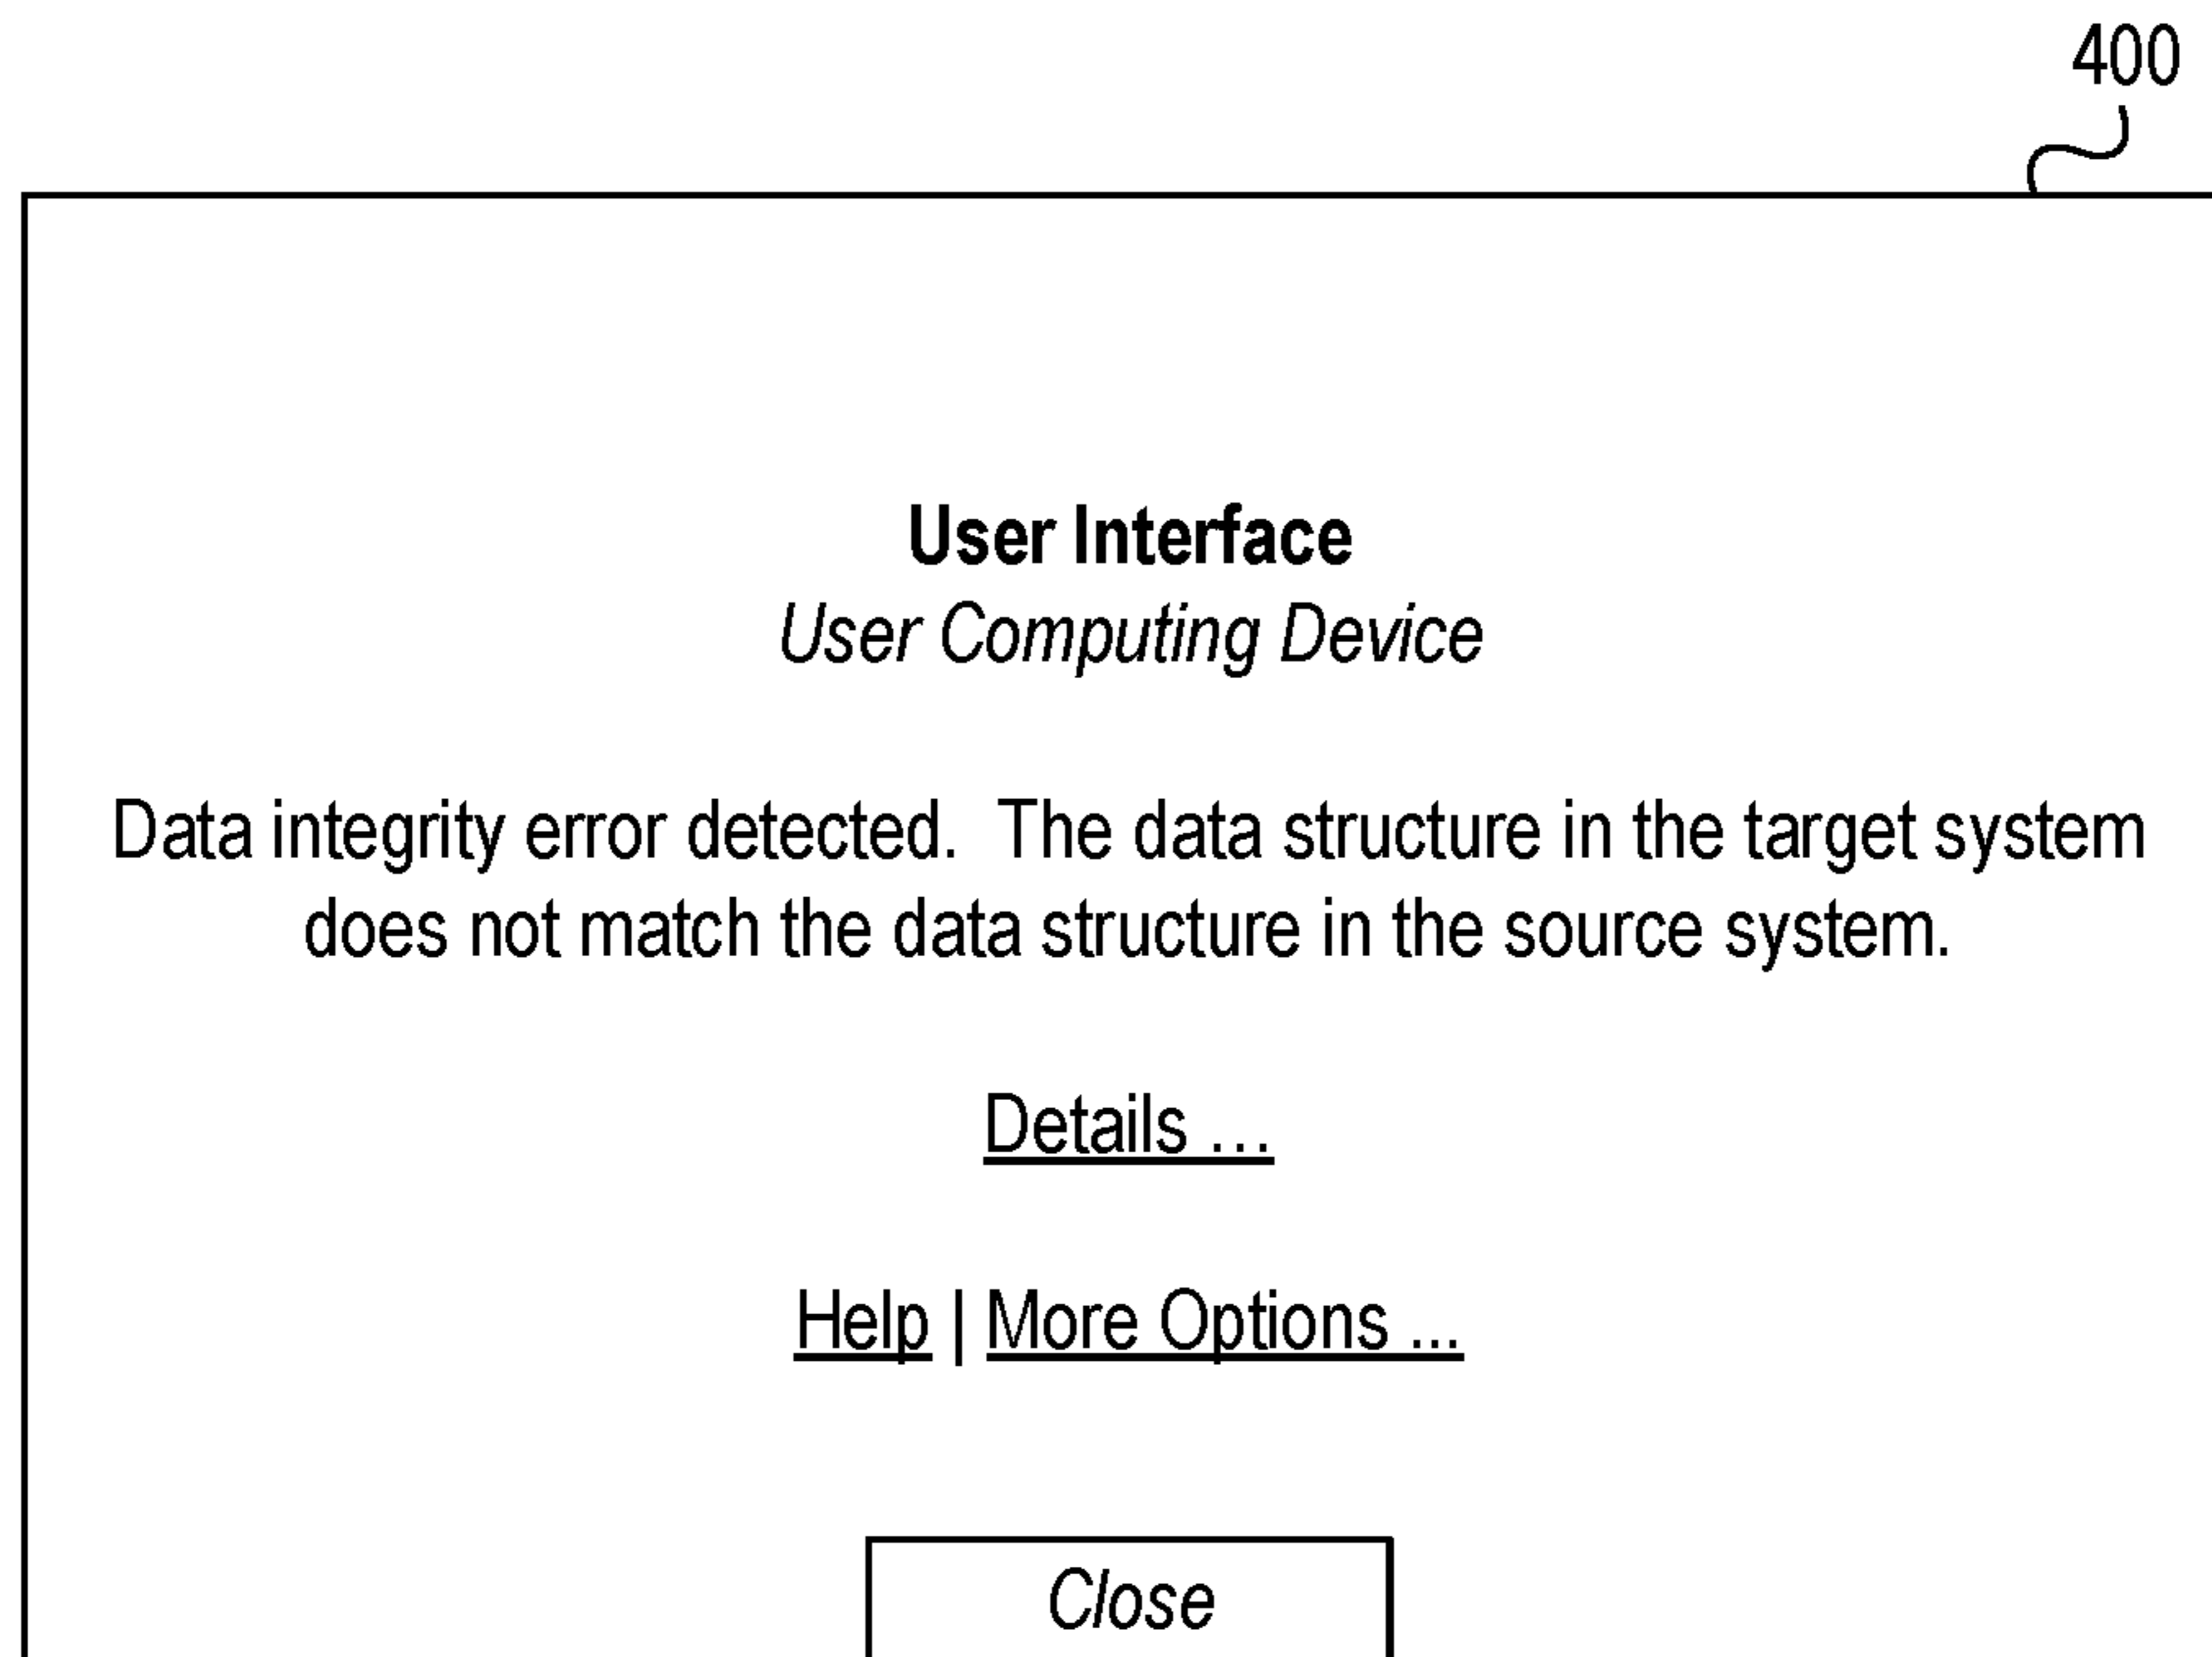 400
User Interface
User Computing Device
Data integrity error detected.  The data structure in the target system
does not match the data structure in the source system.
Details ...
Help | More Options ...
Close